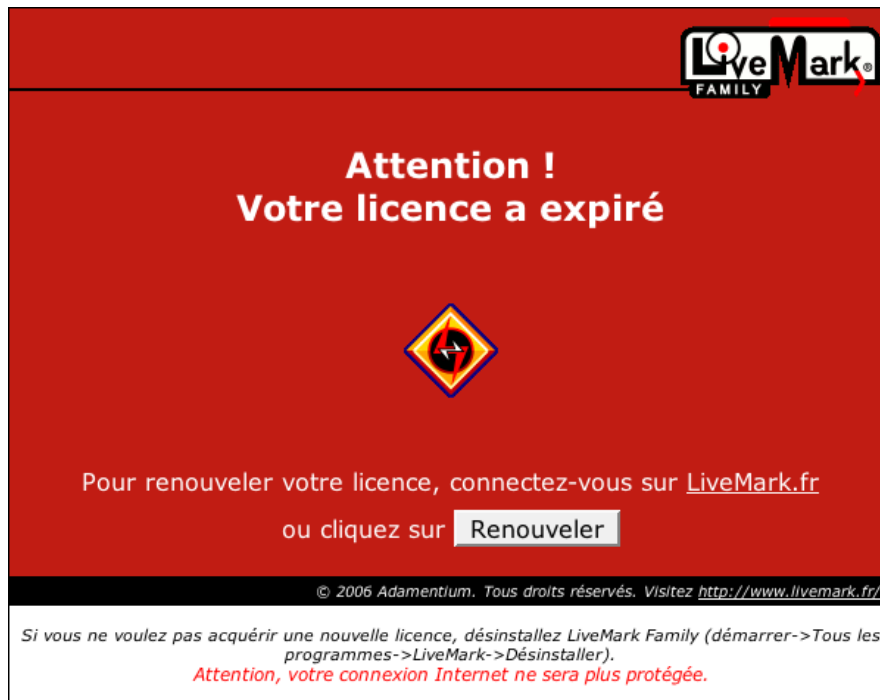 LiveMark®
FAMILY
Attention !
Votre licence a expiré
Pour renouveler votre licence, connectez-vous sur LiveMark.fr
ou cliquez sur Renouveler
© 2006 Adamentium. Tous droits réservés. Visitez http://www.livemark.fr/
Si vous ne voulez pas acquérir une nouvelle licence, désinstallez LiveMark Family (démarrer->Tous les
programmes->LiveMark->Désinstaller).
Attention, votre connexion Internet ne sera plus protégée.